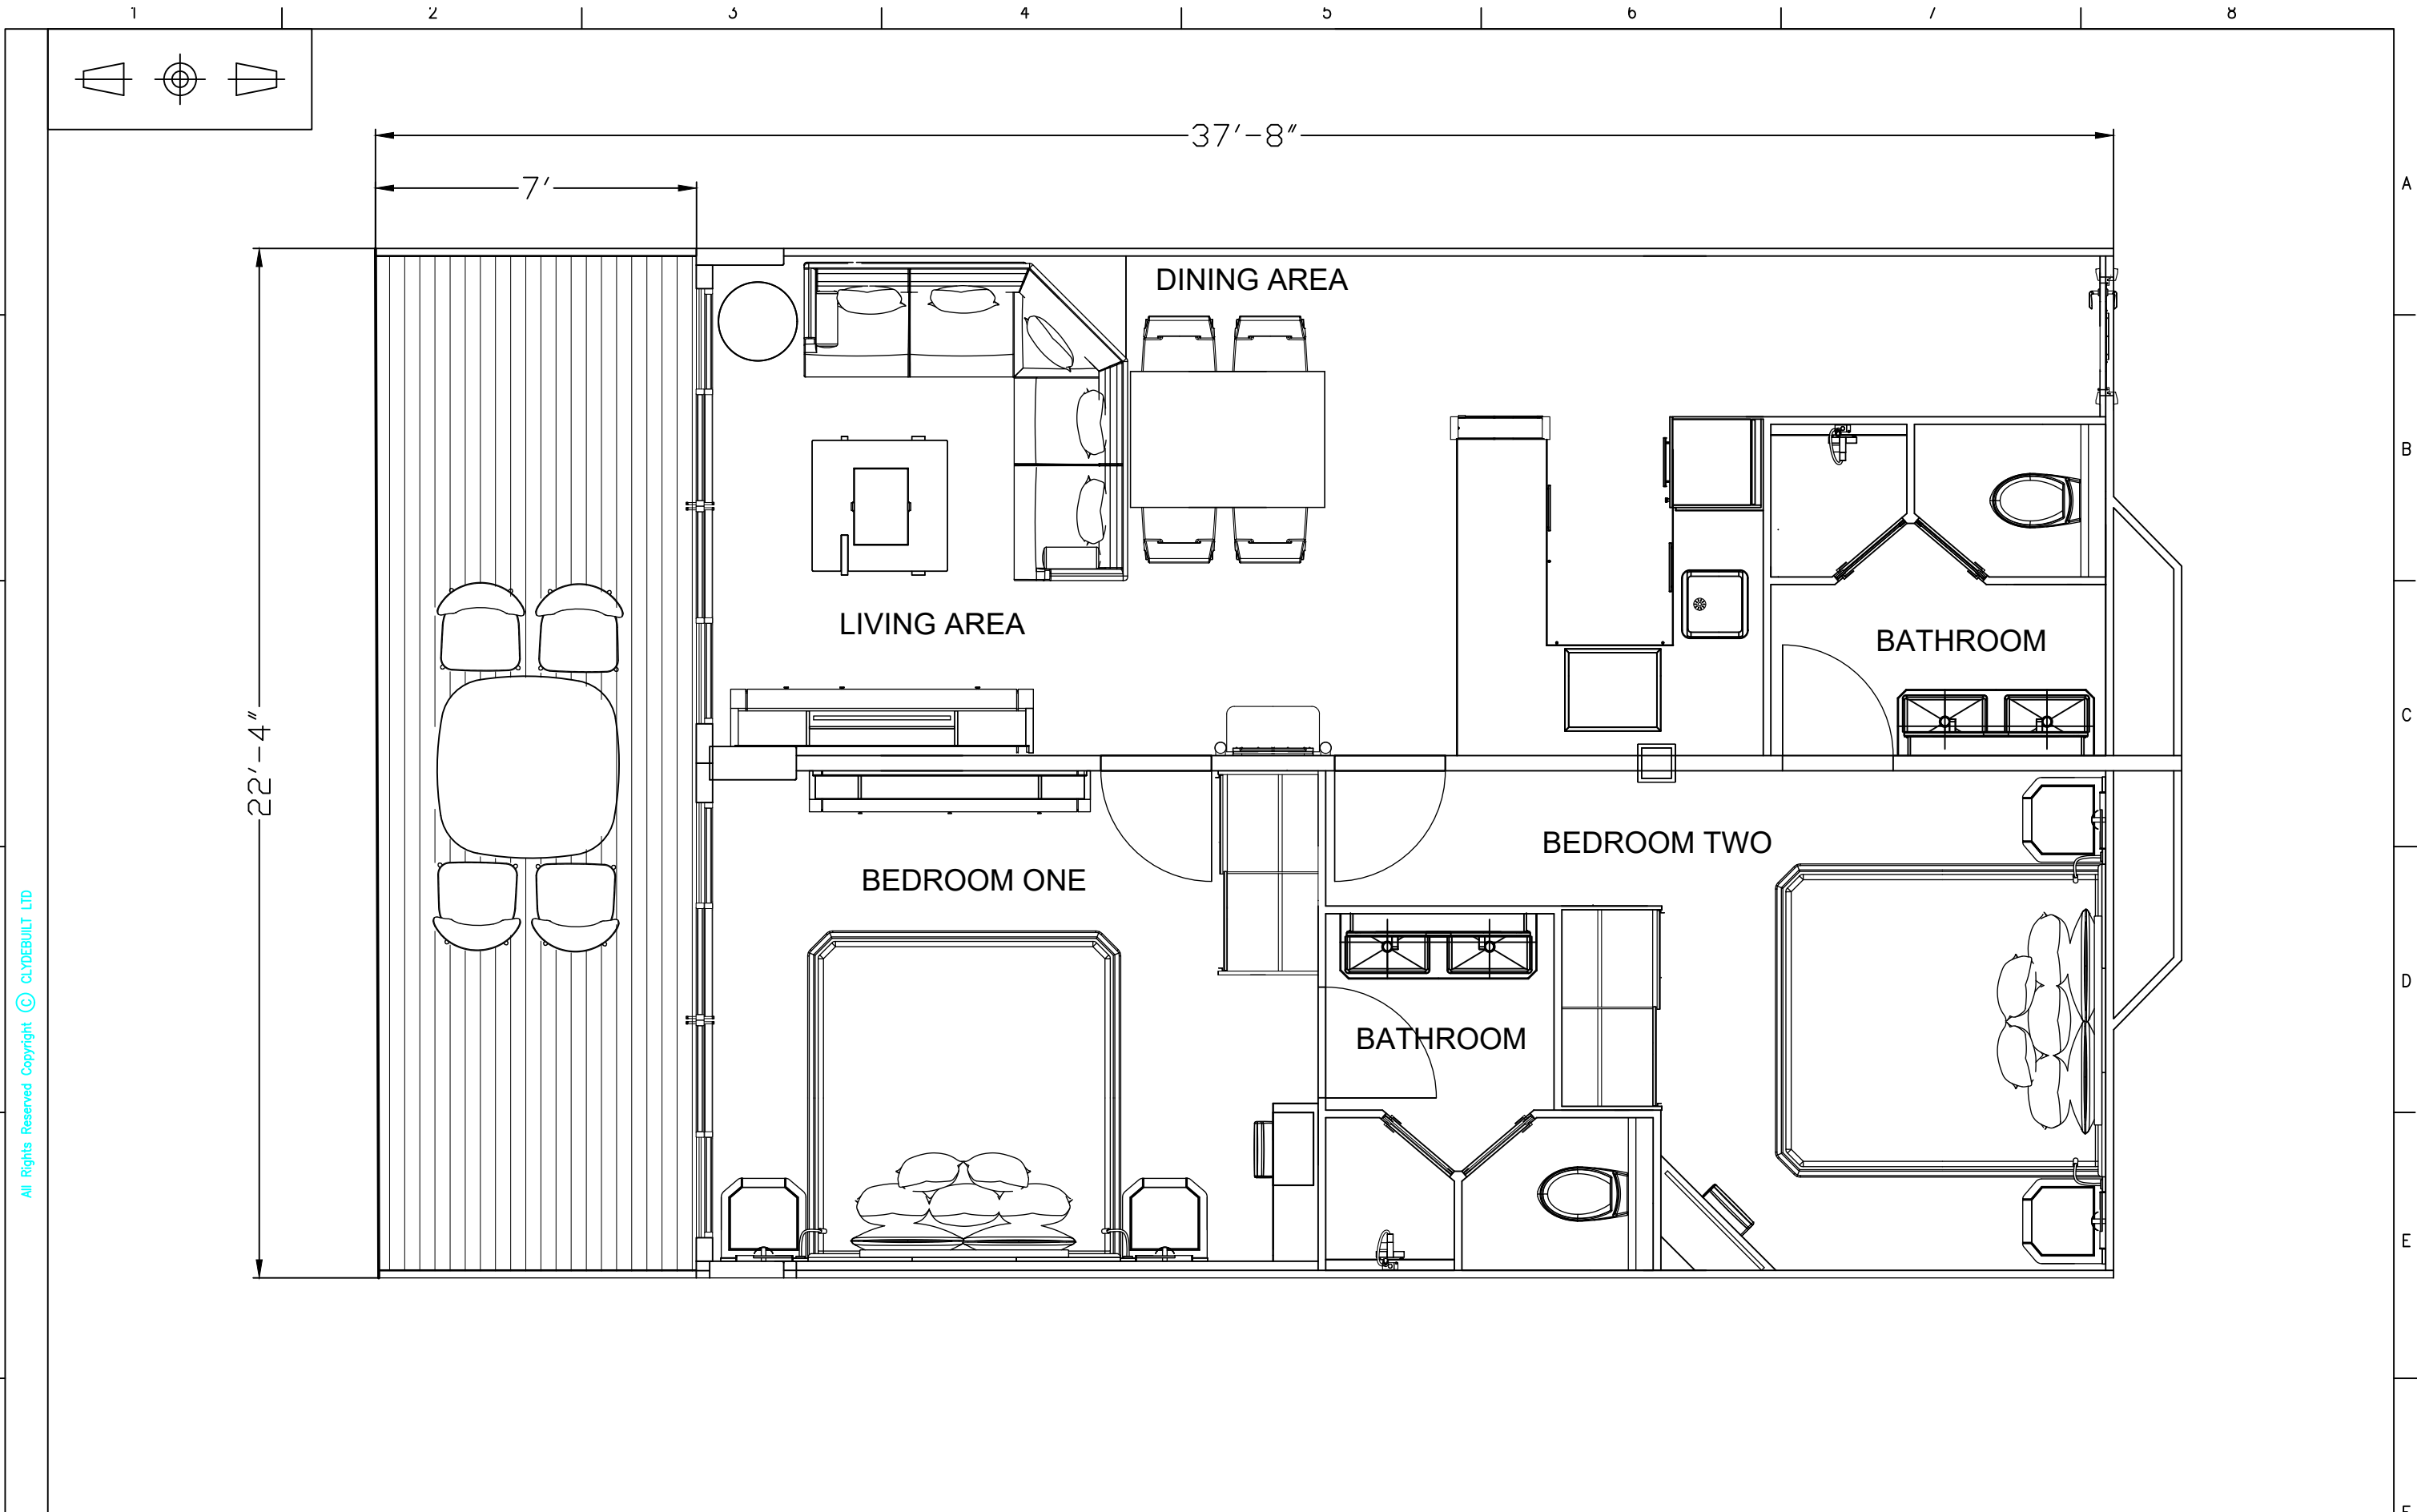 1 2 3 4 5 6 7 8
37'-8"
7'
A
DINING AREA
B
LIVING AREA
BATHROOM
22'-4"
C
BEDROOM TWO
BEDROOM ONE
All Rights Reserved Copyright © CLYDEBUILT LTD
D
BATHROOM
E